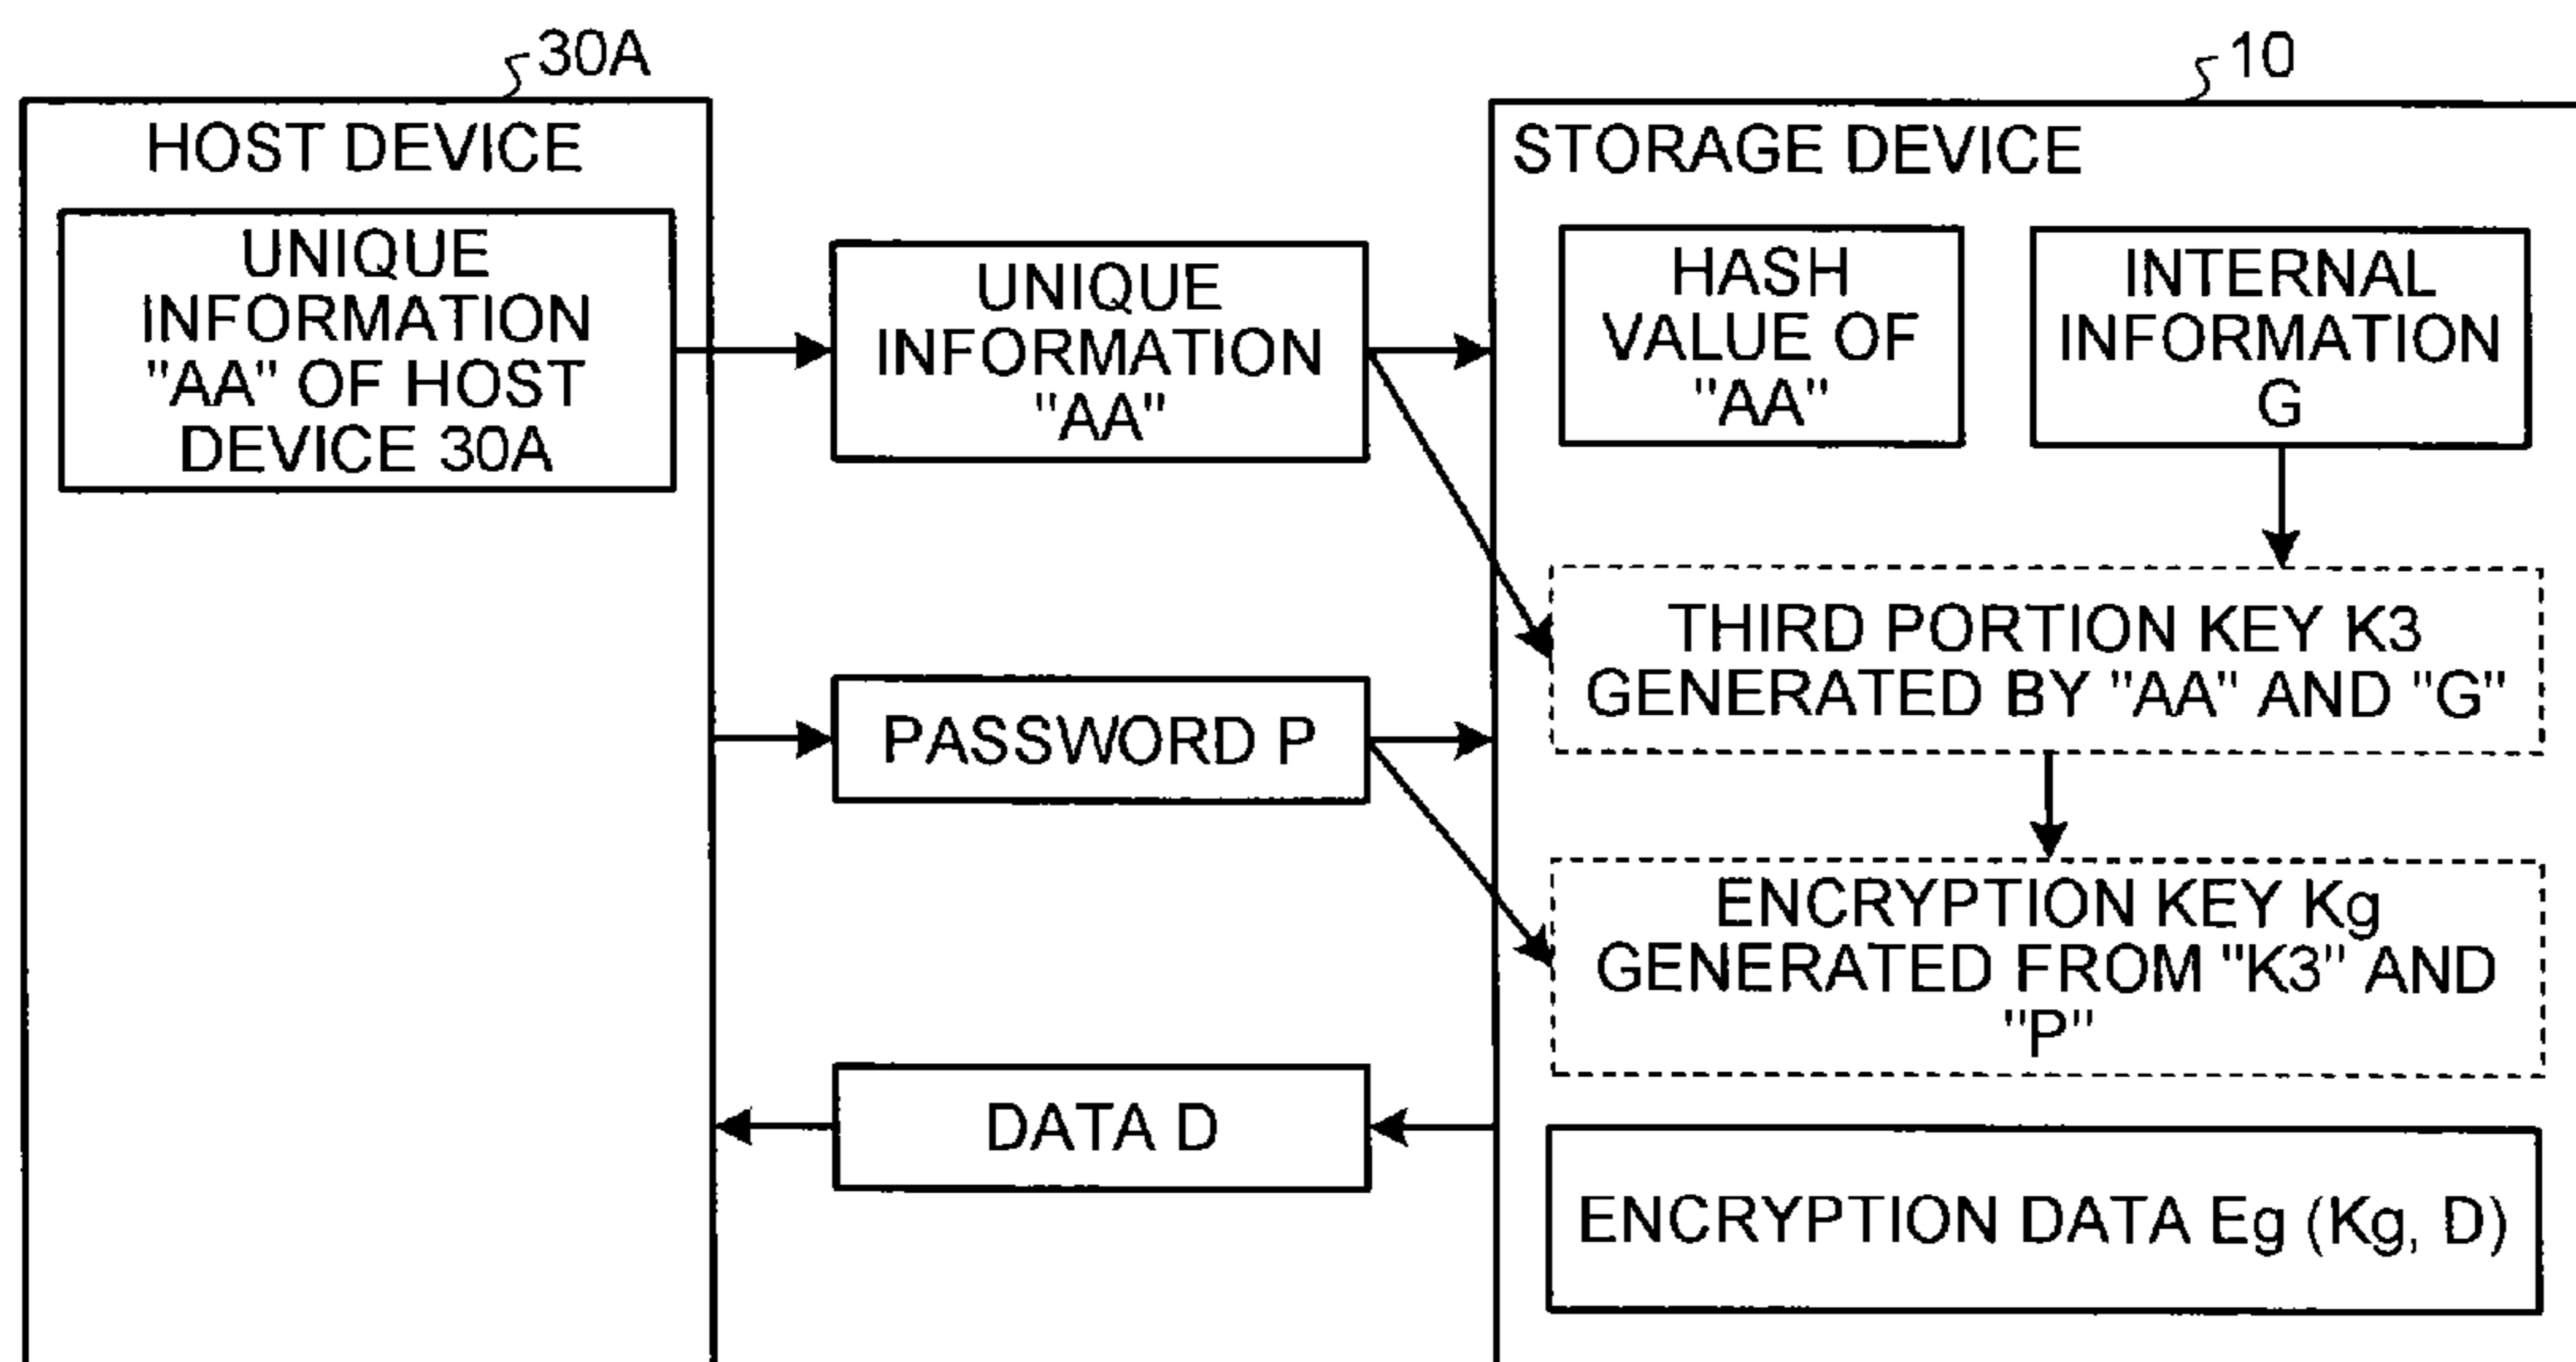 30A
HOST DEVICE
UNIQUE
INFORMATION
"AA" OF HOST
DEVICE 30A
UNIQUE
INFORMATION
"AA"
PASSWORD P
DATA D
10
STORAGE DEVICE
HASH
VALUE OF
"AA"
INTERNAL
INFORMATION
G
THIRD PORTION KEY K3
GENERATED BY "AA" AND "G"
ENCRYPTION KEY Kg
GENERATED FROM "K3" AND
"P"
ENCRYPTION DATA Eg (Kg, D)